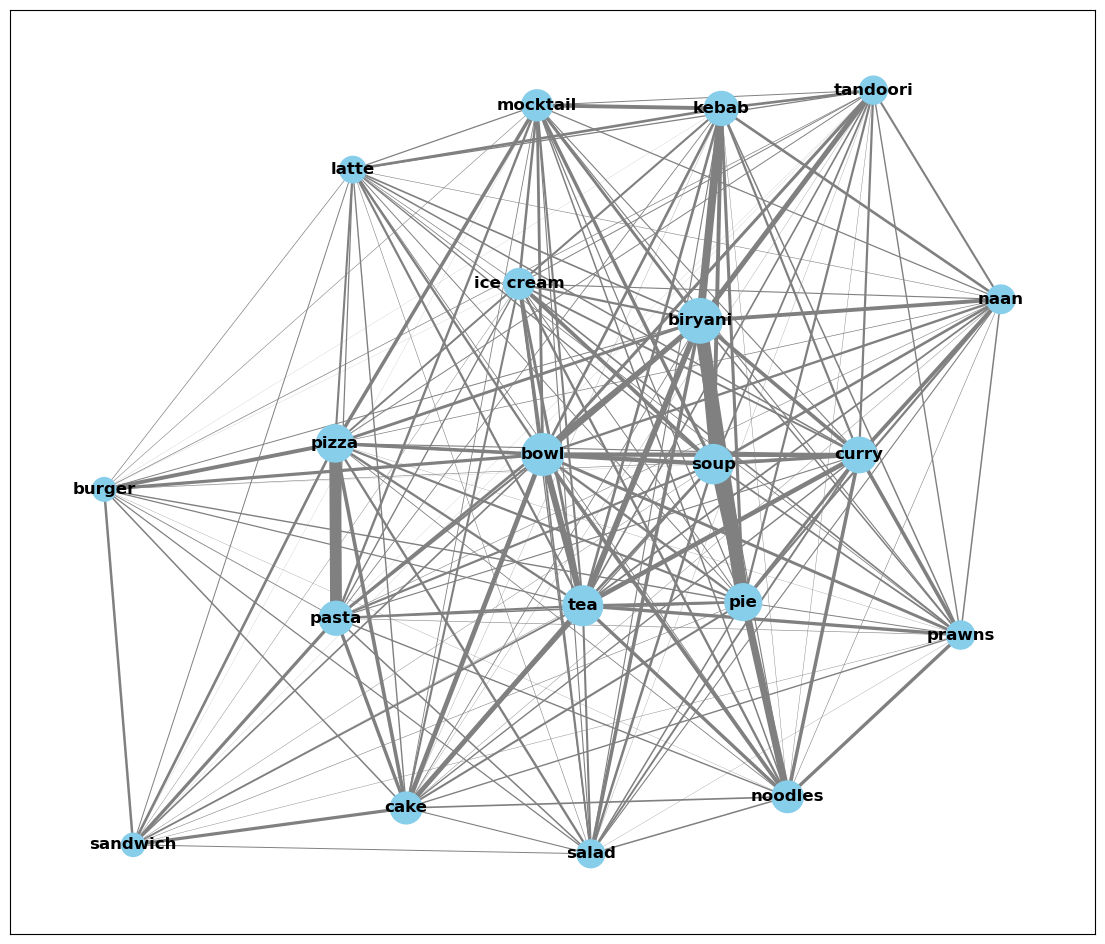 tandoori
mocktail
kebab
latte
ice cream
naan
biryani
pizza
bowl
soup
curry
burger
tea
pie
pasta
prawns
noodles
cake
sandwich
salad